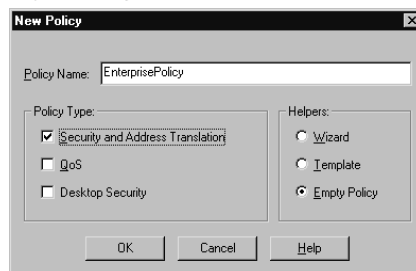 New Policy
Policy Name: EnterprisePolicy
Policy Type:
Security and Address Translation
QoS
Desktop Security
Helpers:
Wizard
Template
Empty Policy
OK Cancel Help